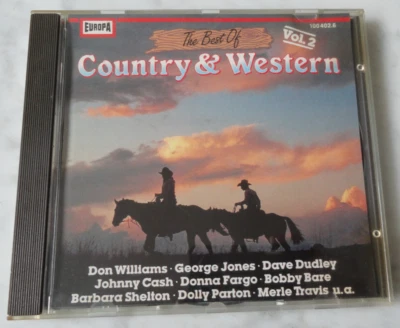 EUROPA
100 402.8
The Best Of
Vol. 2
Country & Western
Don Williams · George Jones · Dave Dudley
Johnny Cash · Donna Fargo · Bobby Bare
Barbara Shelton · Dolly Parton · Merle Travis u.a.